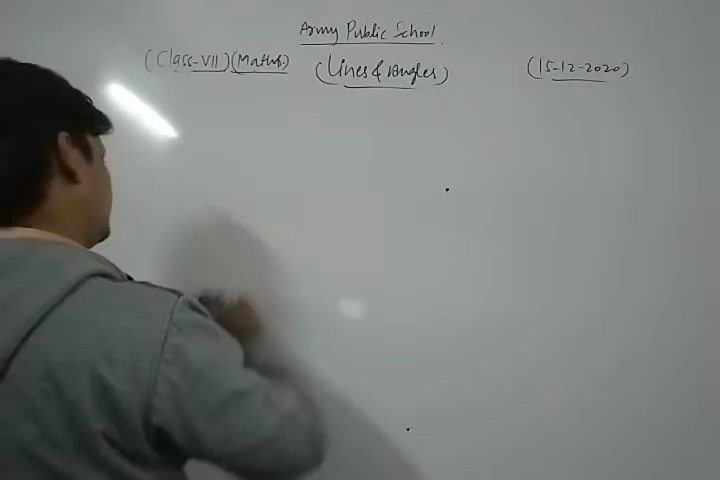 Army Public School.
(Class-VII) (Maths) (Lines & Angles) (15-12-2020)